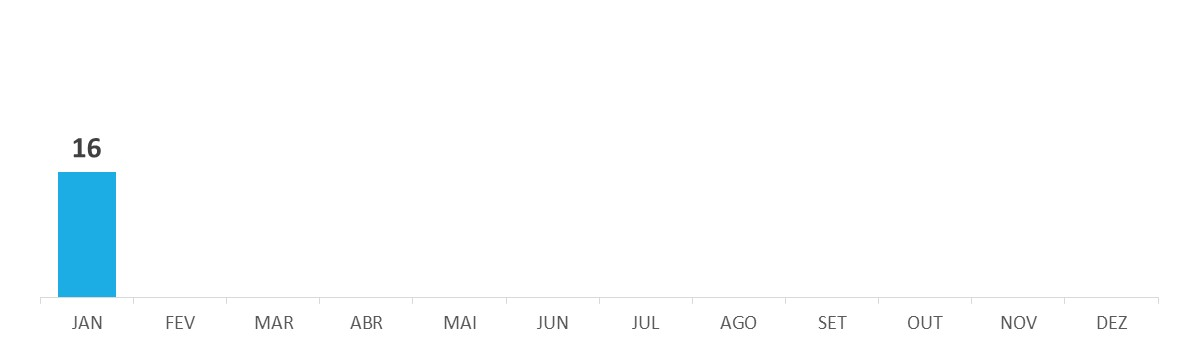 16
JAN FEV MAR ABR MAI JUN JUL AGO SET OUT NOV DEZ